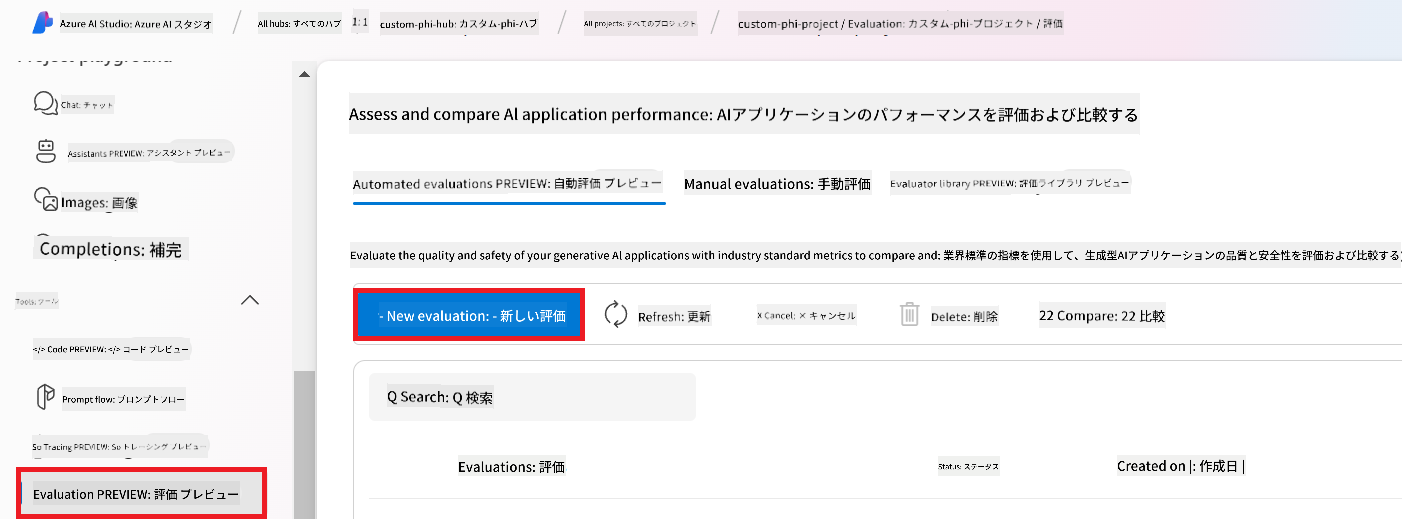 Azure AI Studio: Azure AI スタジオ / All hubs: すべてのハブ 1: 1 custom-phi-hub: カスタム-phi-ハブ / All projects: すべてのプロジェクト / custom-phi-project / Evaluation: カスタム-phi-プロジェクト / 評価
Project playground
Chat: チャット
Assistants PREVIEW: アシスタント プレビュー
Images: 画像
Completions: 補完
Tools: ツール
</> Code PREVIEW: </> コード プレビュー
Prompt flow: プロンプトフロー
So Tracing PREVIEW: So トレーシング プレビュー
Evaluation PREVIEW: 評価 プレビュー
Assess and compare Al application performance: AIアプリケーションのパフォーマンスを評価および比較する
Automated evaluations PREVIEW: 自動評価 プレビュー Manual evaluations: 手動評価 Evaluator library PREVIEW: 評価ライブラリ プレビュー
Evaluate the quality and safety of your generative Al applications with industry standard metrics to compare and: 業界標準の指標を使用して、生成型AIアプリケーションの品質と安全性を評価および比較する
- New evaluation: - 新しい評価 Refresh: 更新 X Cancel: × キャンセル Delete: 削除 22 Compare: 22 比較
Q Search: Q 検索
Evaluations: 評価 Status: ステータス Created on |: 作成日 |